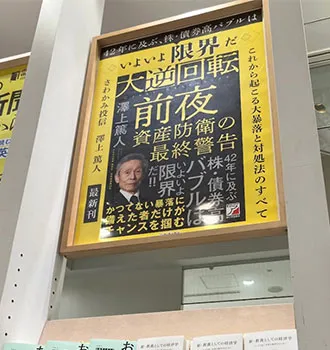 42年に及ぶ、株・債券高バブルは
いよいよ限界だ
これから起こる大暴落と対処法のすべて
さわかみ投信 澤上 篤人
最新刊
大逆回転
前夜
資産防衛の
最終警告
澤上篤人
42年に及ぶ
株・債券高
バブルは
いよいよ
限界だ!!
かつてない暴落に
備えた者だけが
チャンスを掴む
ASUKA
新聞